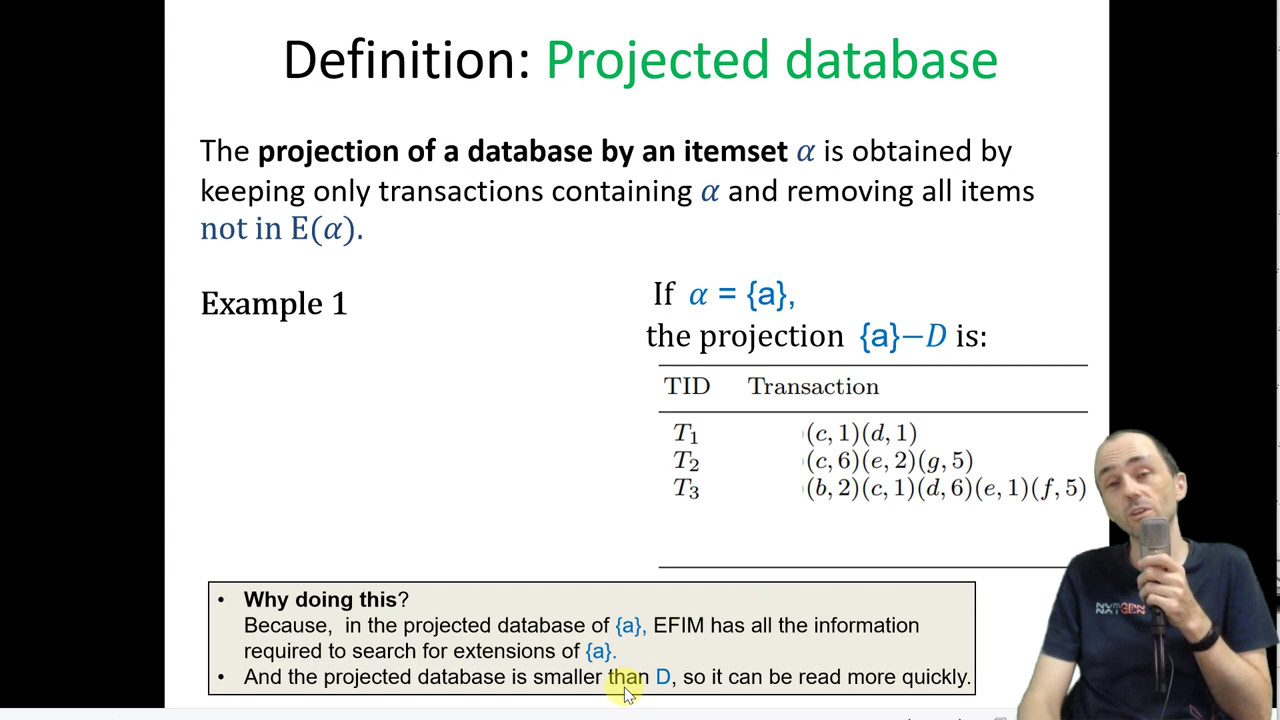 Definition: Projected database
The projection of a database by an itemset α is obtained by
keeping only transactions containing α and removing all items
not in E(α).
Example 1
If α = {a},
the projection {a}−D is:
TID Transaction
T₁ (c, 1)(d, 1)
T₂ (c, 6)(e, 2)(g, 5)
T₃ (b, 2)(c, 1)(d, 6)(e, 1)(f, 5)
• Why doing this?
Because, in the projected database of {a}, EFIM has all the information
required to search for extensions of {a}.
• And the projected database is smaller than D, so it can be read more quickly.